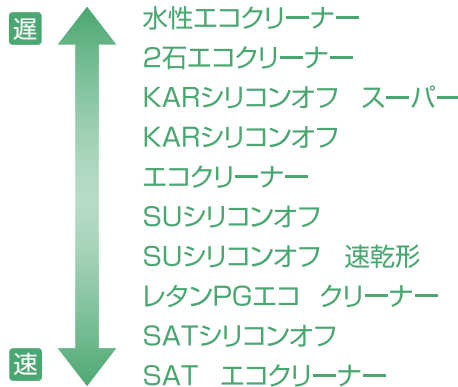 遅
水性エコクリーナー
2石エコクリーナー
KARシリコンオフ　スーパー
KARシリコンオフ
エコクリーナー
SUシリコンオフ
SUシリコンオフ　速乾形
レタンPGエコ　クリーナー
SATシリコンオフ
速
SAT　エコクリーナー